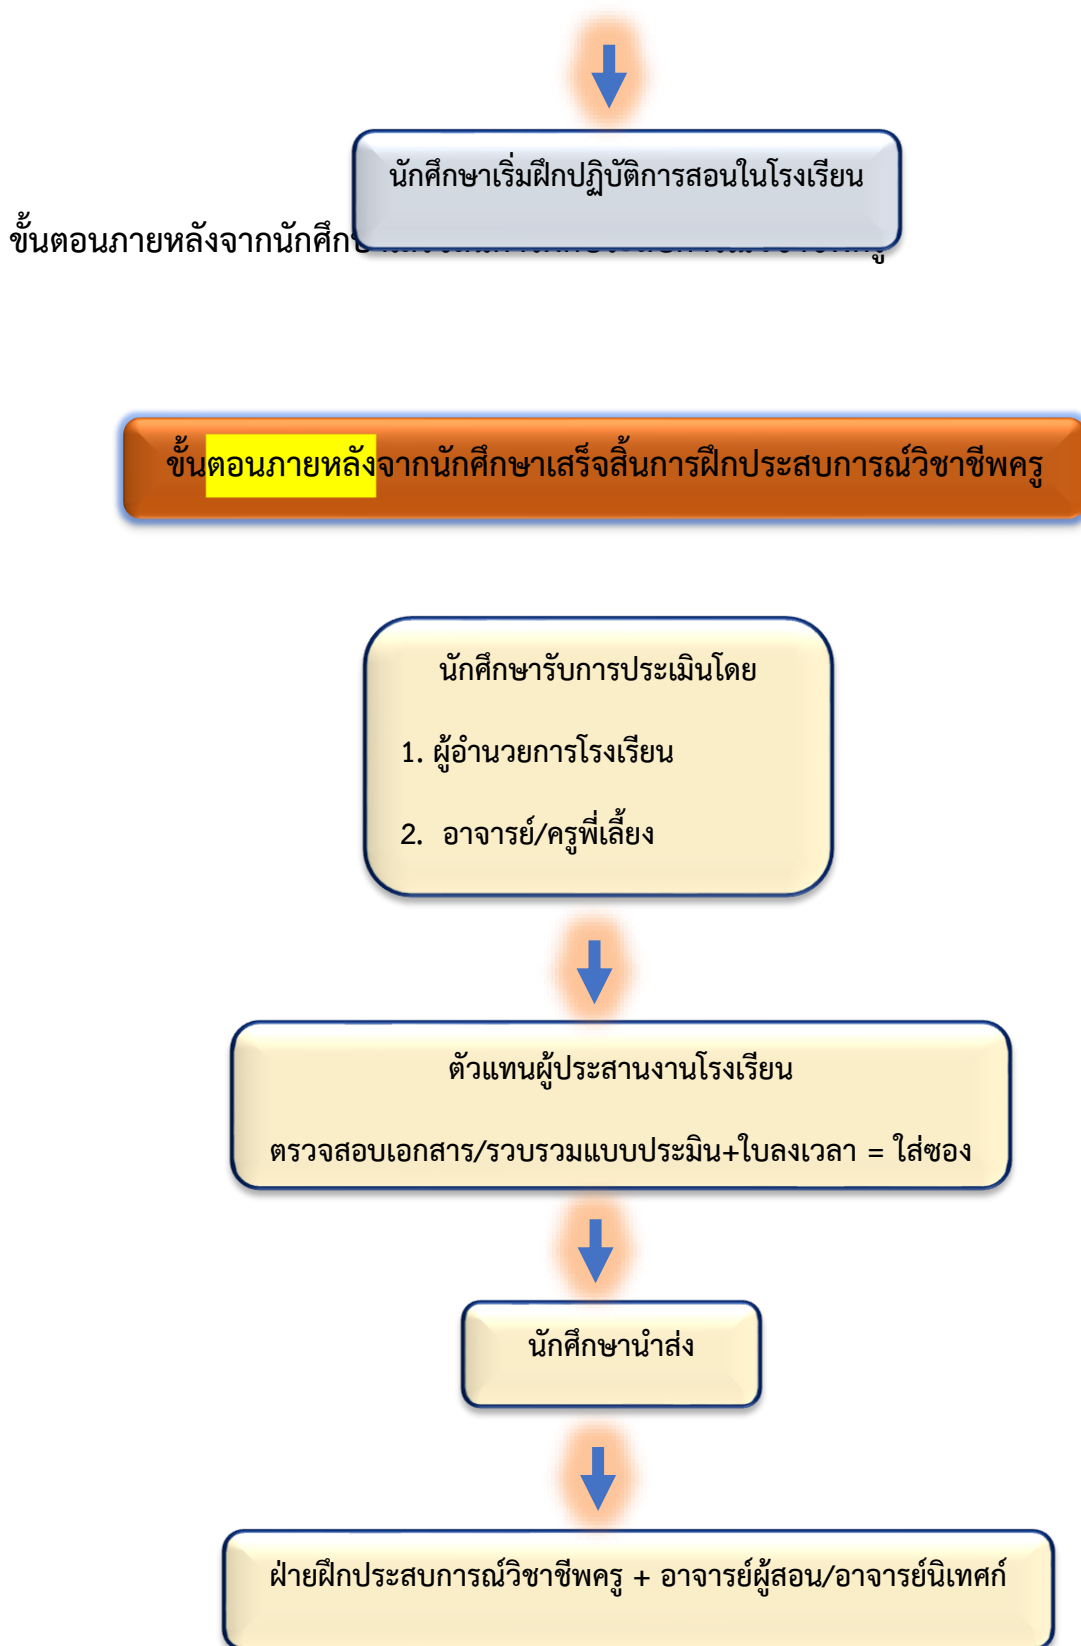 นักศึกษาเริ่มฝึกปฏิบัติการสอนในโรงเรียน
ขั้นตอนภายหลังจากนักศึก
ขั้นตอนภายหลังจากนักศึกษาเสร็จสิ้นการฝึกประสบการณ์วิชาชีพครู
นักศึกษารับการประเมินโดย
1. ผู้อำนวยการโรงเรียน
2. อาจารย์/ครูพี่เลี้ยง
ตัวแทนผู้ประสานงานโรงเรียน
ตรวจสอบเอกสาร/รวบรวมแบบประมิน+ใบลงเวลา = ใส่ซอง
นักศึกษานำส่ง
ฝ่ายฝึกประสบการณ์วิชาชีพครู + อาจารย์ผู้สอน/อาจารย์นิเทศก์